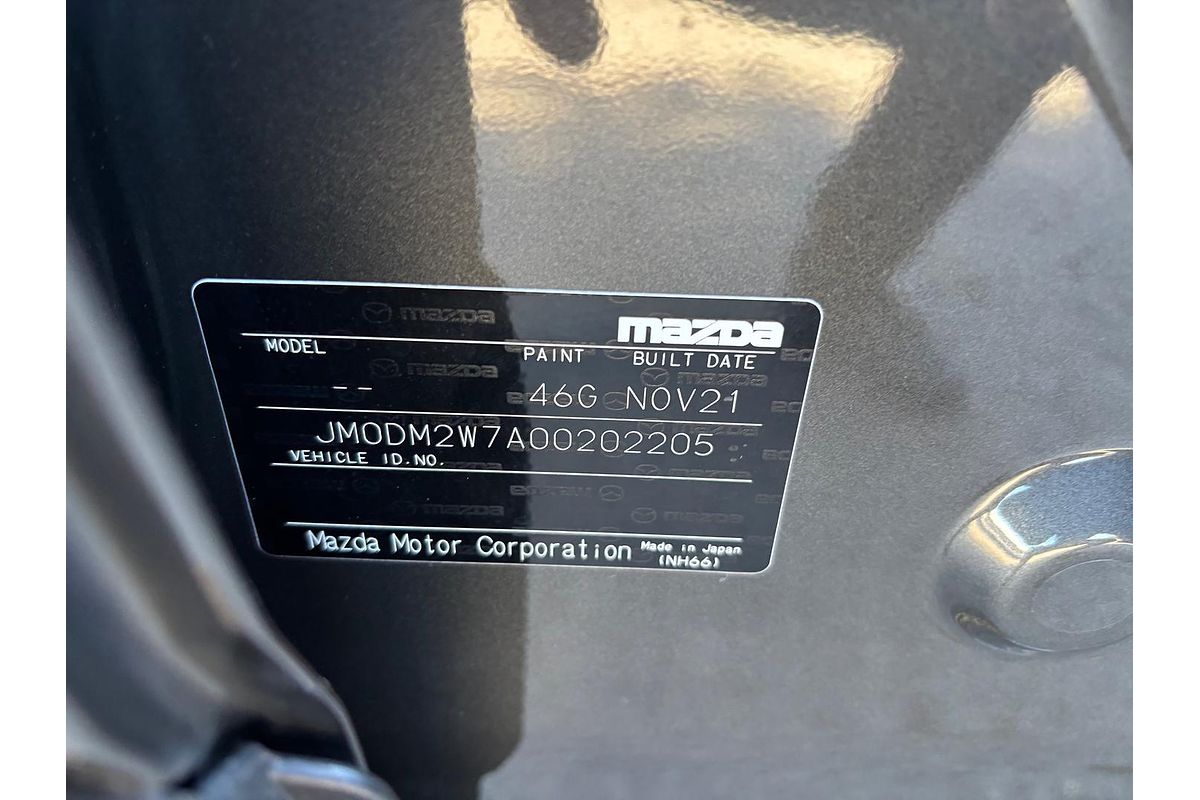 mazda
MODEL PAINT BUILT DATE
-- 46G NOV21
JM0DM2W7A00202205
VEHICLE ID.NO.
Mazda Motor Corporation Made in Japan
(NH66)